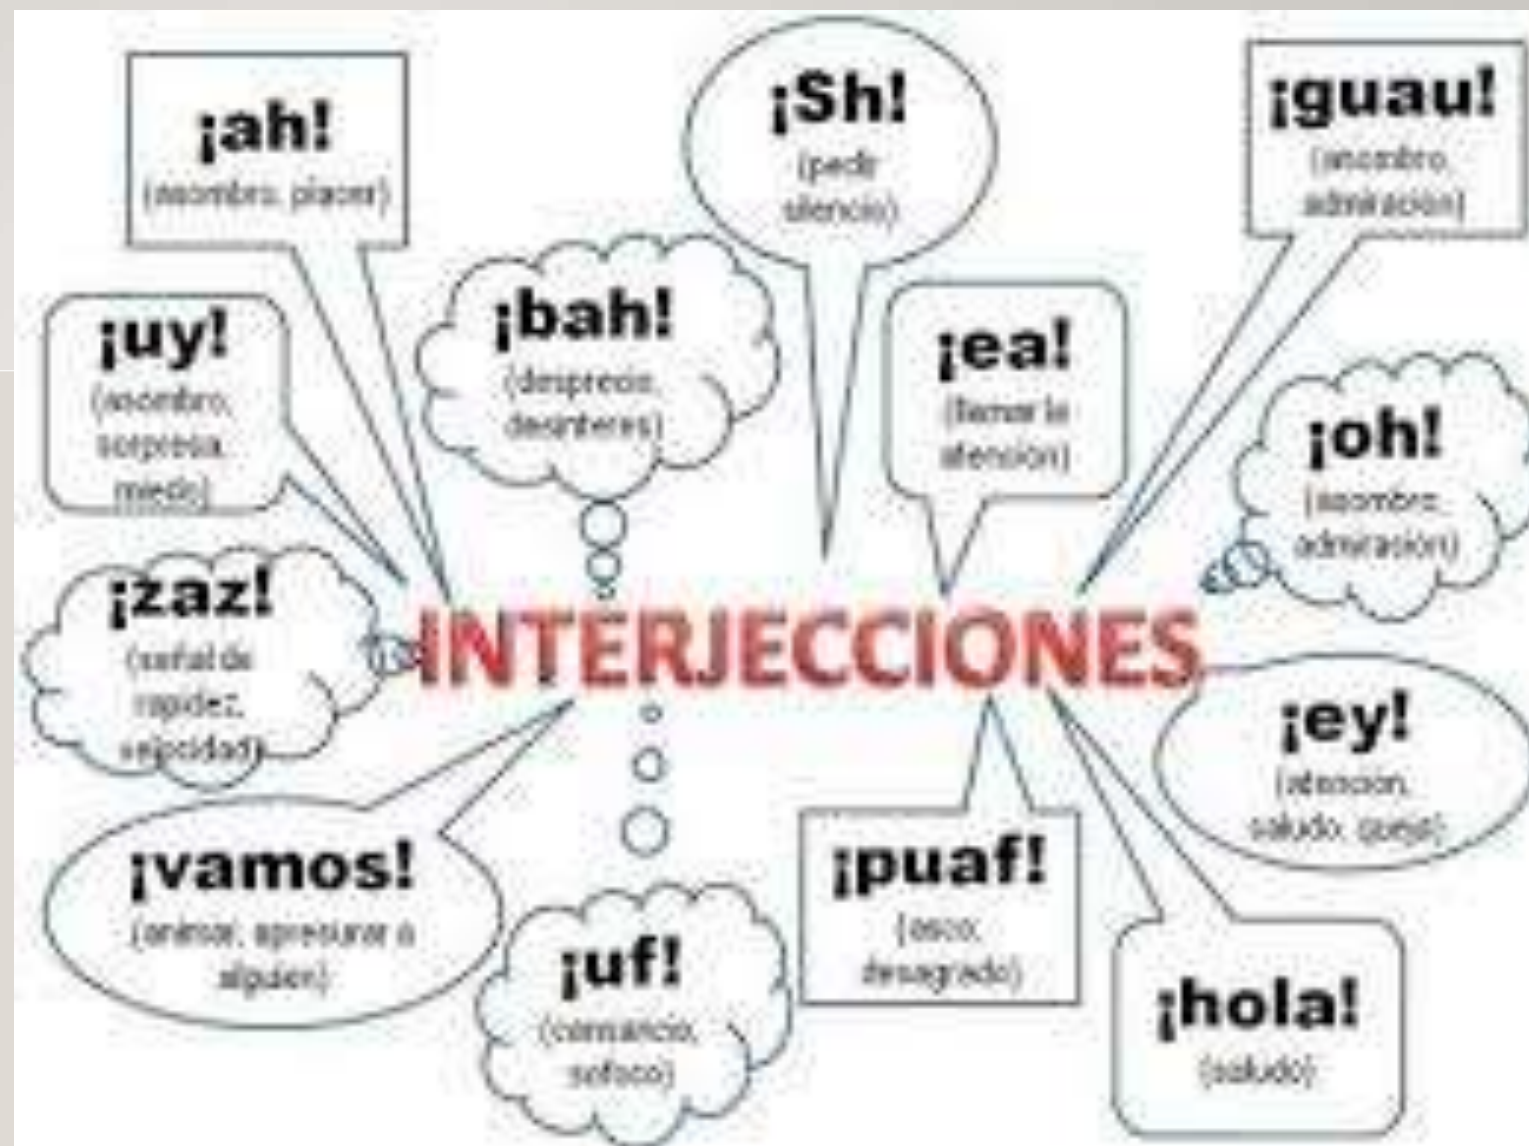 ¡ah!
(asombro, placer)
¡Sh!
(pedir
silencio)
¡guau!
(asombro,
admiración)
¡uy!
(asombro,
sorpresa,
miedo)
¡bah!
(desprecio,
desinteres)
¡ea!
(llamar la
atención)
¡oh!
(asombro,
admiración)
¡zaz!
(señal de
rapidez,
velocidad)
INTERJECCIONES
¡ey!
(atención,
saludo, queja)
¡vamos!
(animar, apresurar a
alguien)
¡uf!
(cansancio,
sofoco)
¡puaf!
(asco,
desagrado)
¡hola!
(saludo)